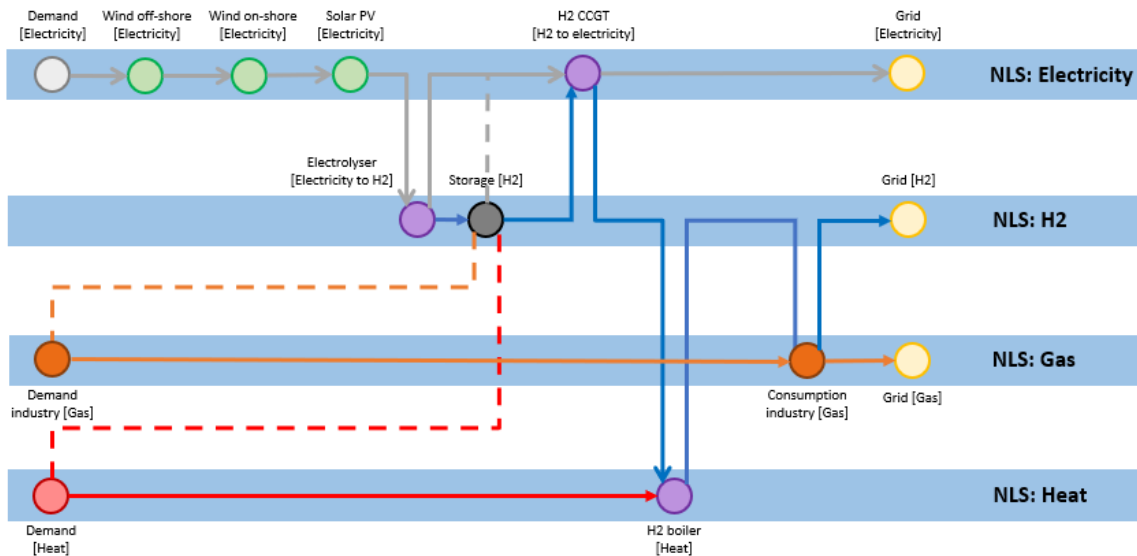 Demand
[Electricity]
Wind off-shore
[Electricity]
Wind on-shore
[Electricity]
Solar PV
[Electricity]
H2 CCGT
[H2 to electricity]
Grid
[Electricity]
NLS: Electricity
Electrolyser
[Electricity to H2]
Storage [H2]
Grid [H2]
NLS: H2
NLS: Gas
Demand
industry [Gas]
Consumption
industry [Gas]
Grid [Gas]
NLS: Heat
Demand
[Heat]
H2 boiler
[Heat]